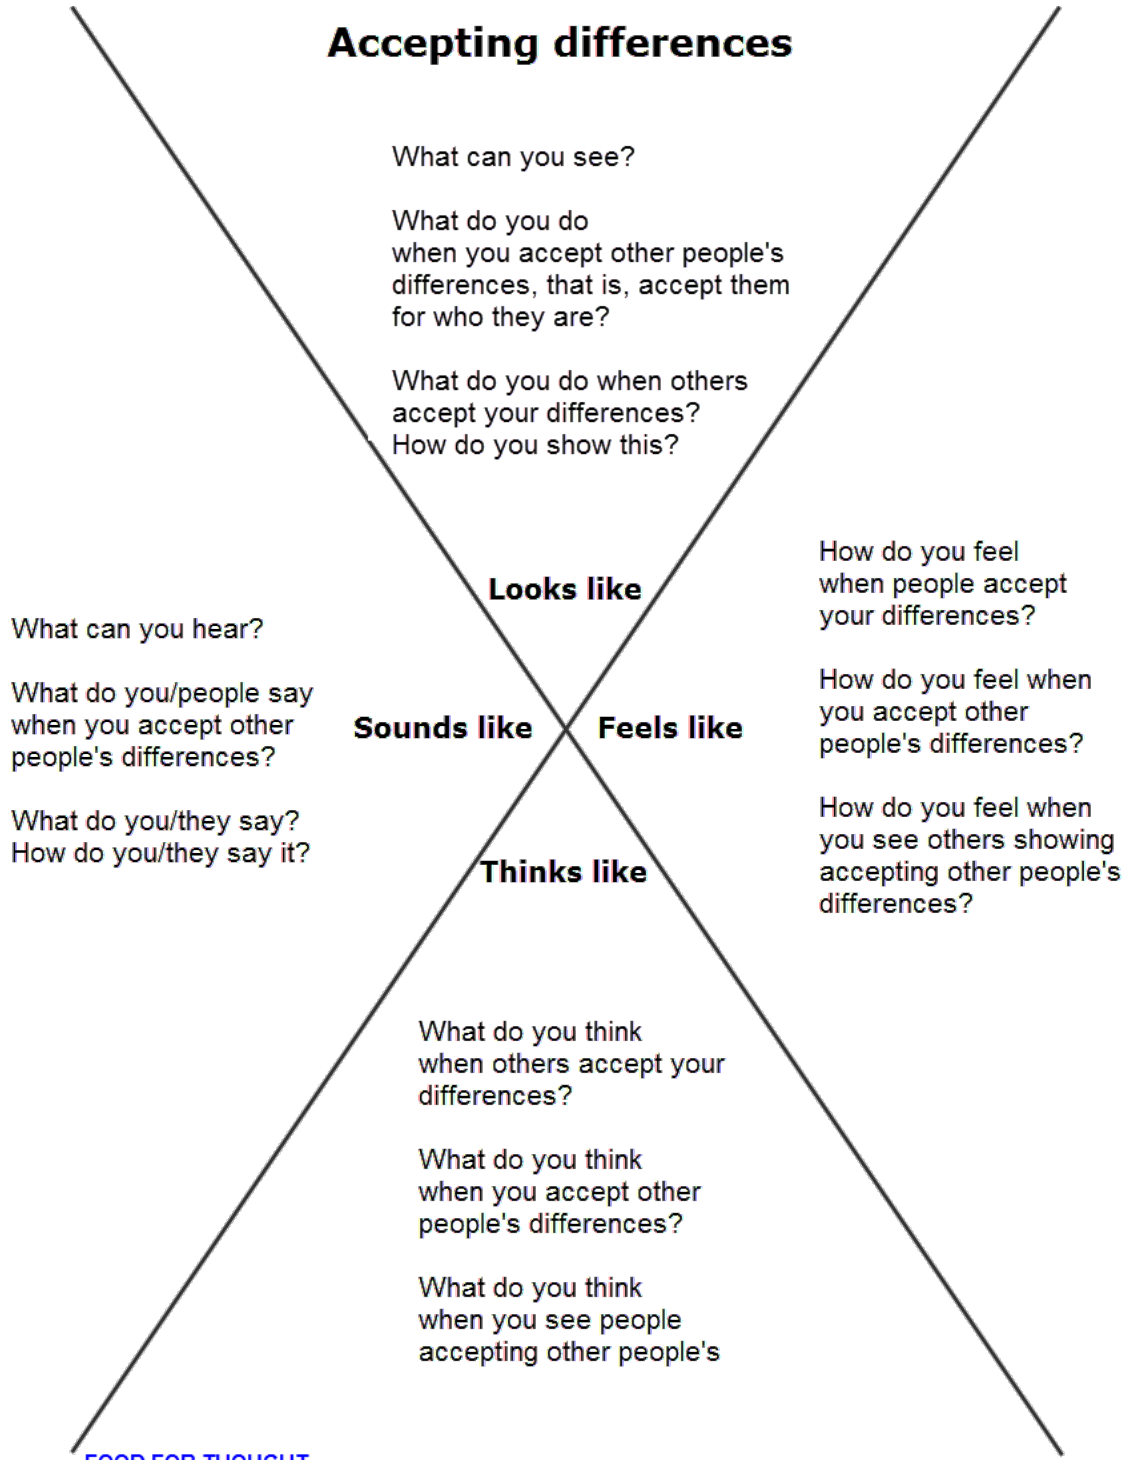 Accepting differences
What can you see?
What do you do
when you accept other people's
differences, that is, accept them
for who they are?
What do you do when others
accept your differences?
How do you show this?
Looks like
What can you hear?
What do you/people say
when you accept other
people's differences?
What do you/they say?
How do you/they say it?
Sounds like
Feels like
How do you feel
when people accept
your differences?
How do you feel when
you accept other
people's differences?
How do you feel when
you see others showing
accepting other people's
differences?
Thinks like
What do you think
when others accept your
differences?
What do you think
when you accept other
people's differences?
What do you think
when you see people
accepting other people's
FOOD FOR THOUGHT